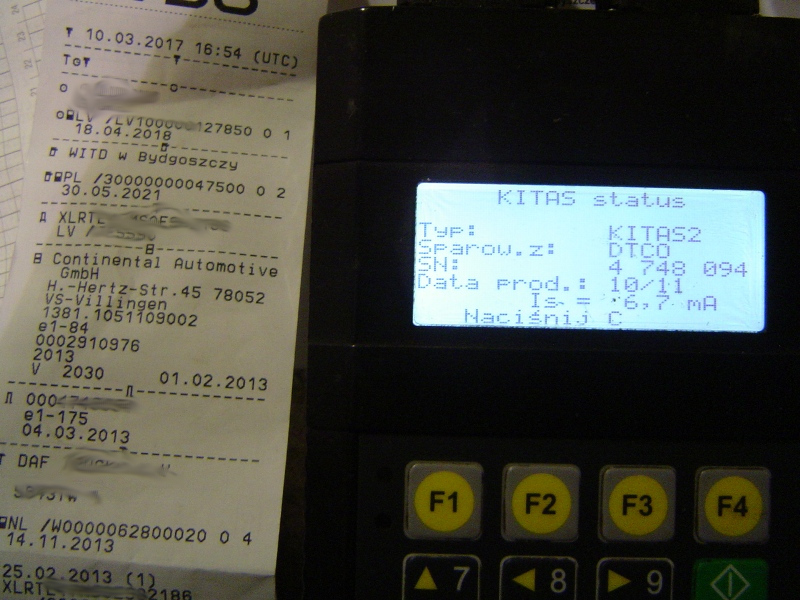 10.03.2017 16:54 (UTC)
18.04.2018
0 1
WITD w Bydgoszczy
PL /30000000047500 0 2
30.05.2021
LV /
Continental Automotive
GmbH
H.-Hertz-Str.45 78052
VS-Villingen
1381.1051109002
e1-84
0002910976
2013
V 2030 01.02.2013
e1-175
04.03.2013
T DAF
NL /W0000062800020 0 4
14.11.2013
25.02.2013 (1)
KITAS status
Typ: KITAS2
Sparow.z: DTCO
SN: 4 748 094
Data prod.: 10/11
Is = 6,7 mA
Naciśnij C
F1 F2 F3 F4
▲ 7 ◄ 8 ► 9